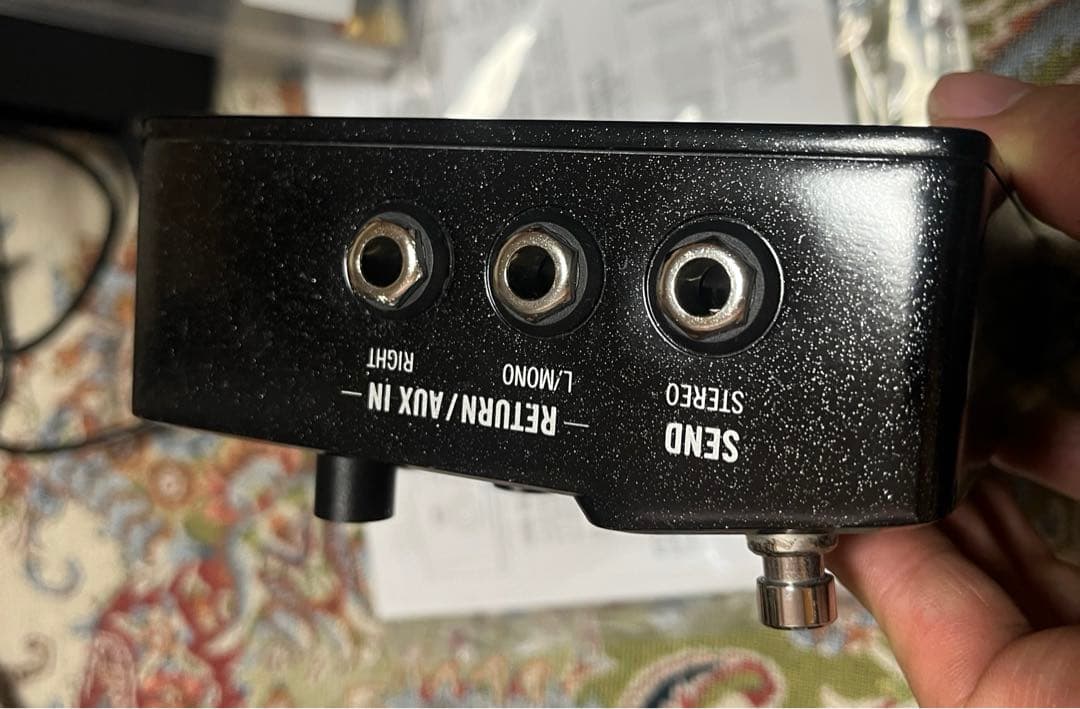 SEND
STEREO
— RETURN / AUX IN —
L/MONO
RIGHT